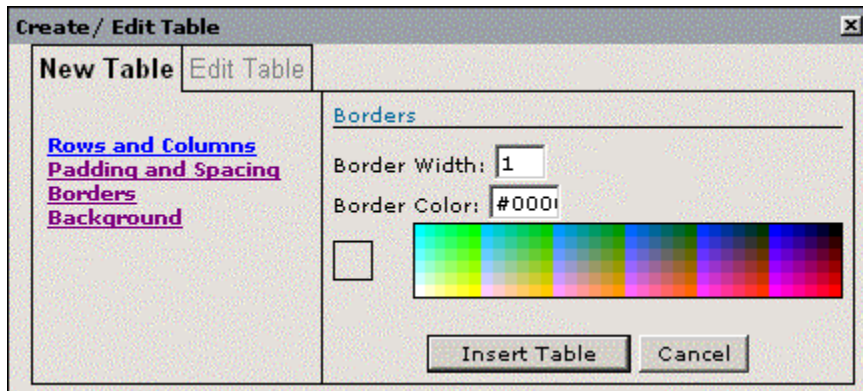 Create/ Edit Table
New Table Edit Table
Rows and Columns
Padding and Spacing
Borders
Background
Borders
Border Width: 1
Border Color: #000
Insert Table Cancel